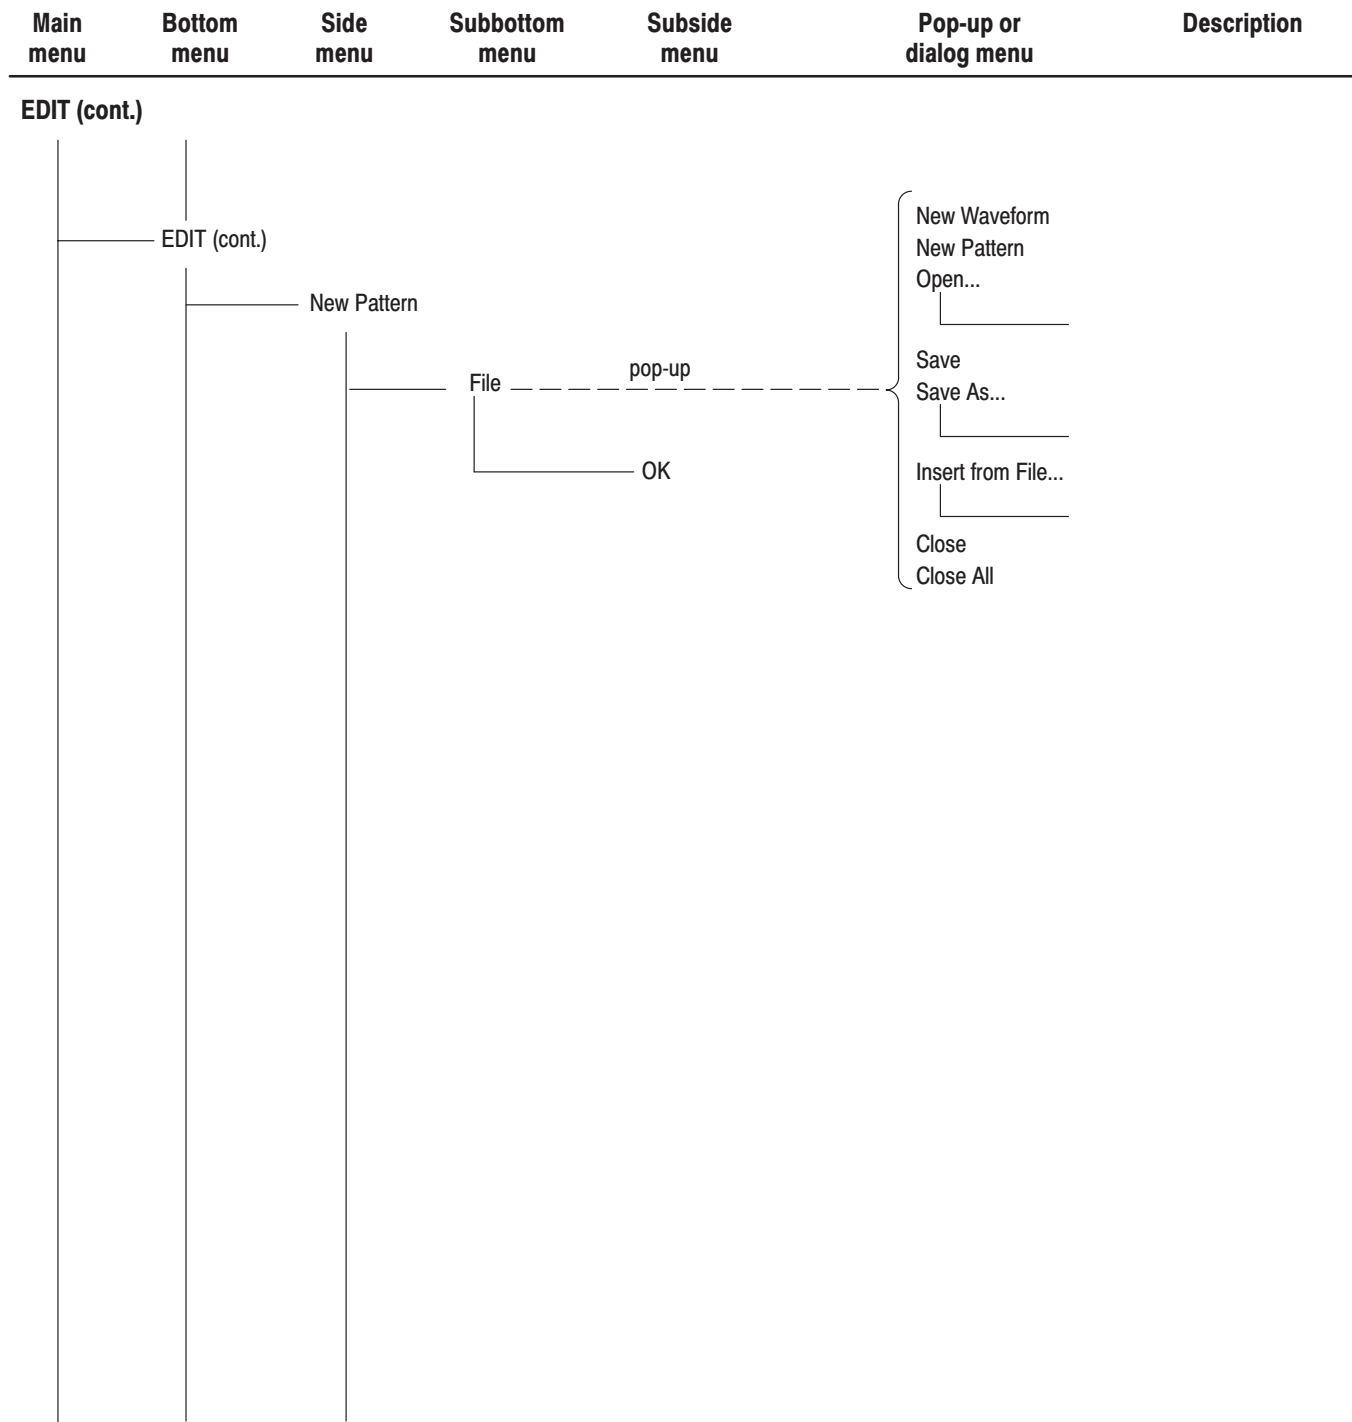 Main menu
Bottom menu
Side menu
Subbottom menu
Subside menu
Pop-up or dialog menu
Description
EDIT (cont.)
EDIT (cont.)
New Pattern
File
pop-up
OK
New Waveform
New Pattern
Open...
Save
Save As...
Insert from File...
Close
Close All